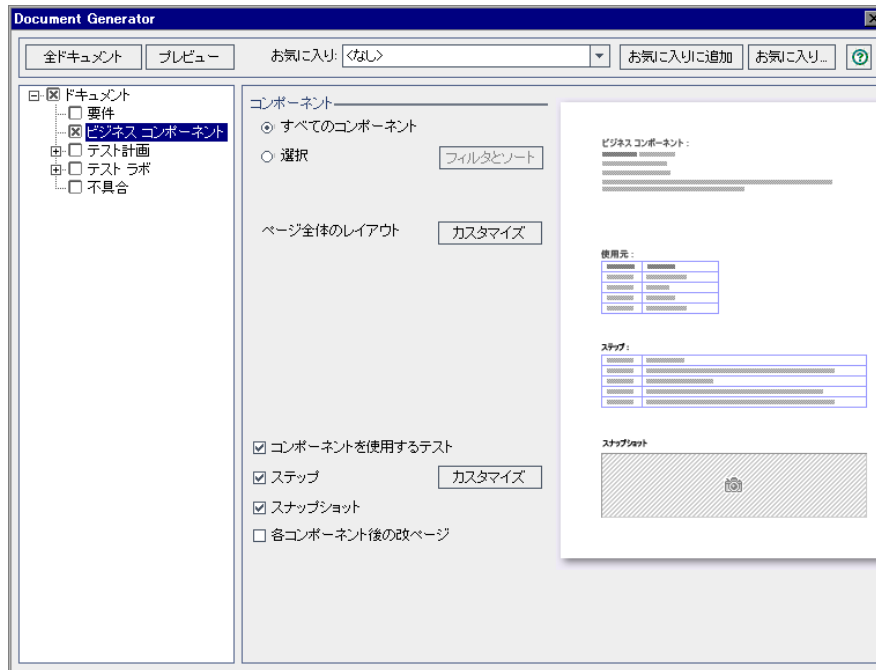 Document Generator
全ドキュメント プレビュー お気に入り: <なし> お気に入りに追加 お気に入り...
ドキュメント
要件
ビジネス コンポーネント
テスト計画
テスト ラボ
不具合
コンポーネント
すべてのコンポーネント
選択 フィルタとソート
ページ全体のレイアウト カスタマイズ
コンポーネントを使用するテスト
ステップ カスタマイズ
スナップショット
各コンポーネント後の改ページ
ビジネス コンポーネント:
使用元:
ステップ:
スナップショット